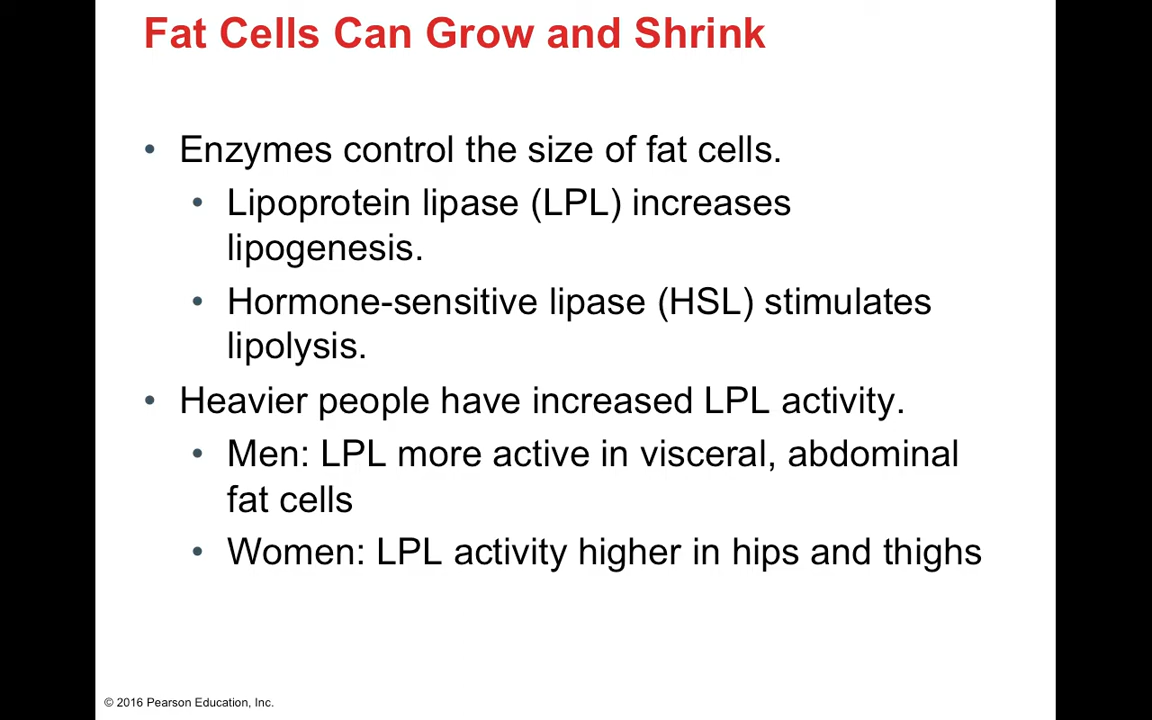 Fat Cells Can Grow and Shrink
• Enzymes control the size of fat cells.
• Lipoprotein lipase (LPL) increases
lipogenesis.
• Hormone-sensitive lipase (HSL) stimulates
lipolysis.
• Heavier people have increased LPL activity.
• Men: LPL more active in visceral, abdominal
fat cells
• Women: LPL activity higher in hips and thighs
© 2016 Pearson Education, Inc.